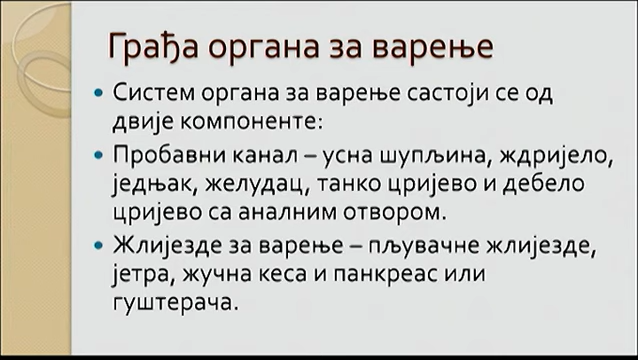 Грађа органа за варење
• Систем органа за варење састоји се од
двије компоненте:
• Пробавни канал – усна шупљина, ждријело,
једњак, желудац, танко цријево и дебело
цријево са аналним отвором.
• Жлијезде за варење – пљувачне жлијезде,
јетра, жучна кеса и панкреас или
гуштерача.